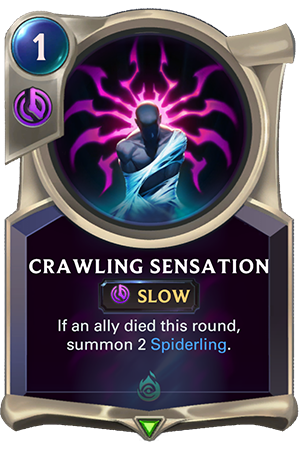 1
CRAWLING SENSATION
SLOW
If an ally died this round,
summon 2 Spiderling.